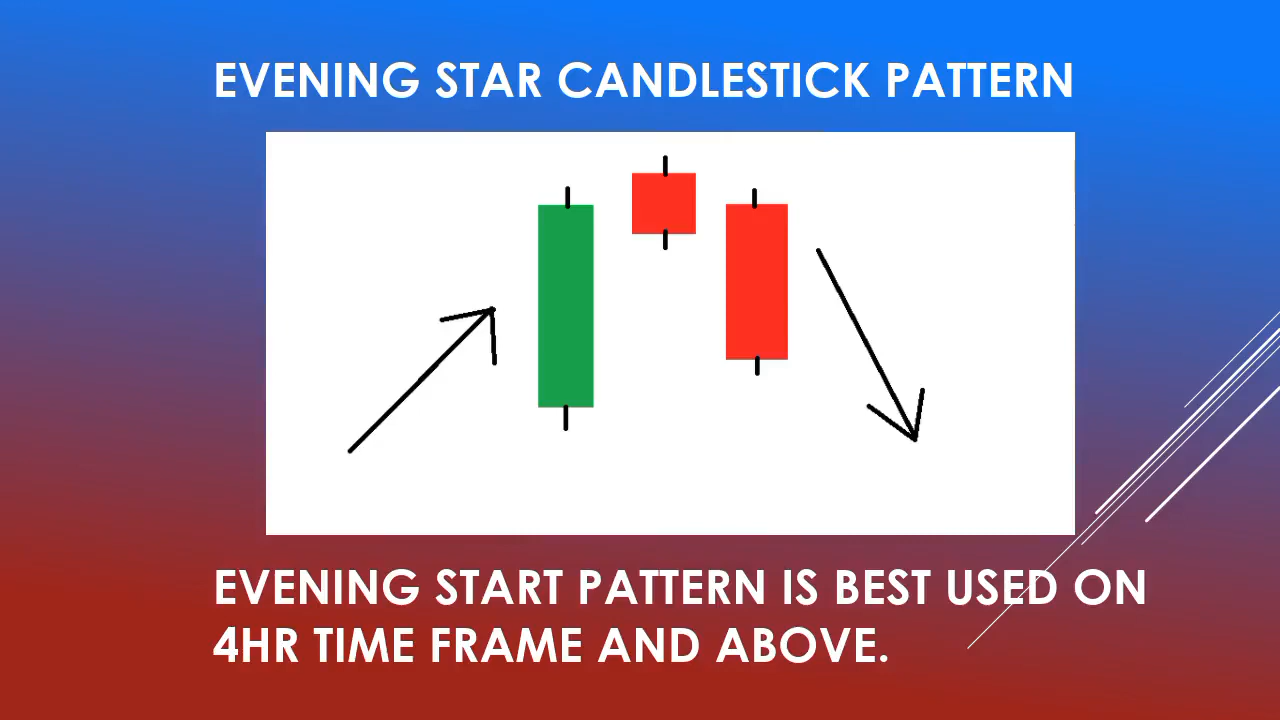 EVENING STAR CANDLESTICK PATTERN
EVENING START PATTERN IS BEST USED ON
4HR TIME FRAME AND ABOVE.